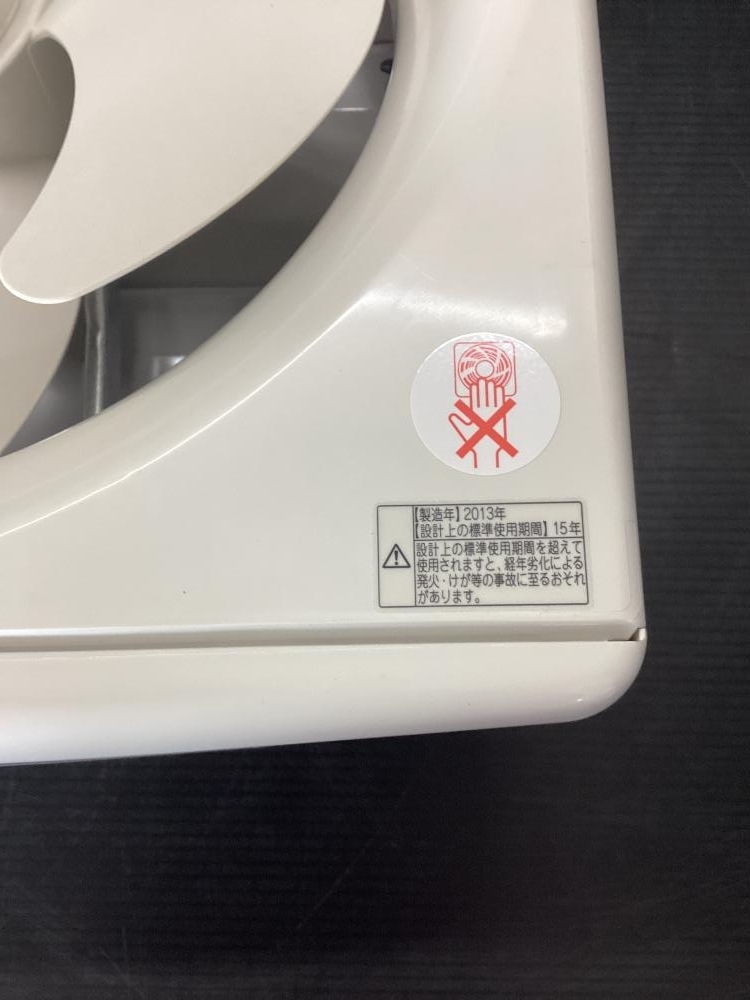 【製造年】2013年
【設計上の標準使用期間】15年
設計上の標準使用期間を超えて
使用されますと、経年劣化による
発火・けが等の事故に至るおそれ
があります。